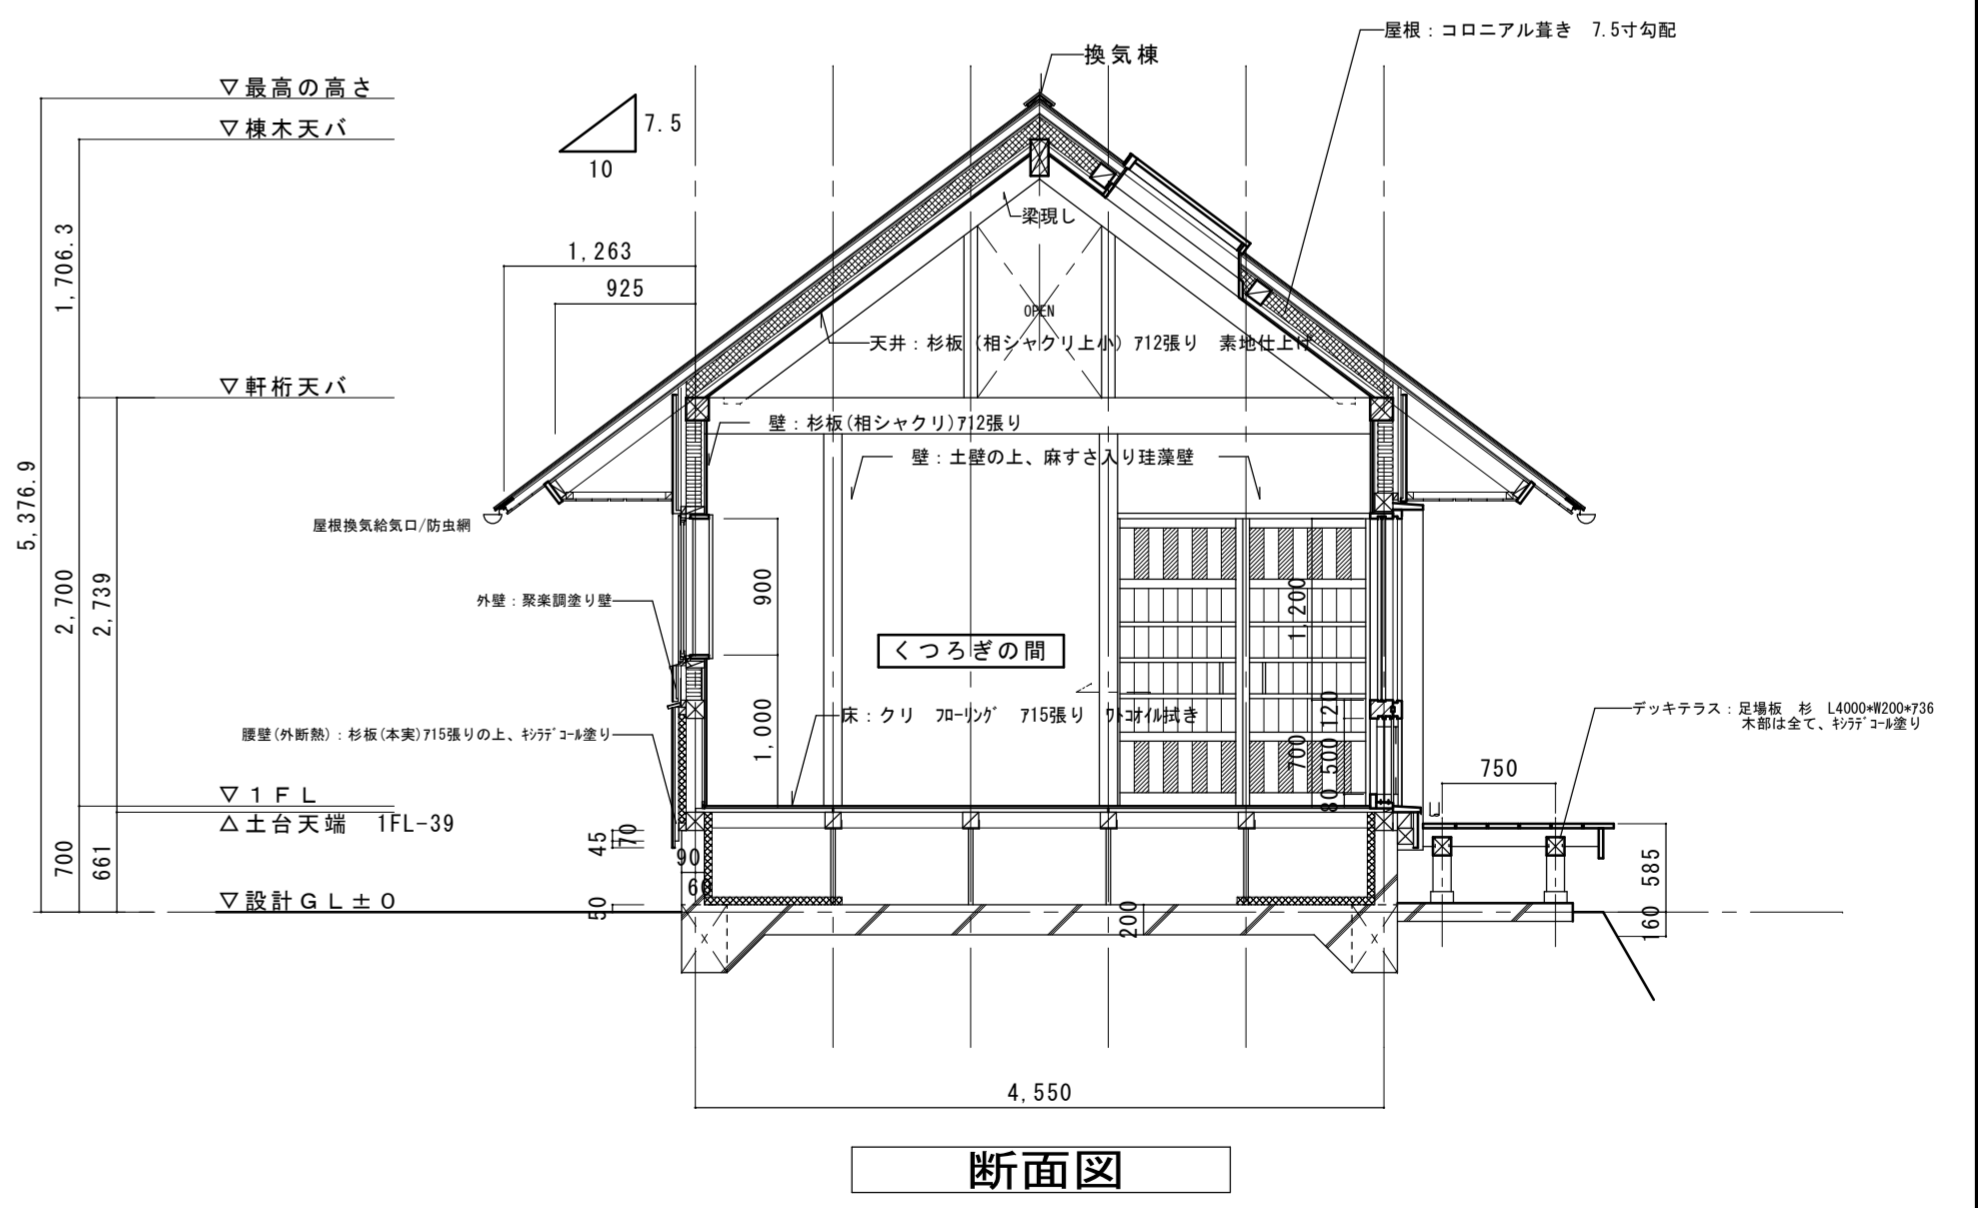 屋根：コロニアル葺き 7.5寸勾配
換気棟
▽最高の高さ
▽棟木天バ
7.5
10
梁現し
1,706.3
1,263
925
OPEN
天井：杉板（相シャクリ上小）ｱ12張り 素地仕上げ
▽軒桁天バ
壁：杉板(相シャクリ)ｱ12張り
壁：土壁の上、麻すさ入り珪藻壁
5,376.9
屋根換気給気口/防虫網
2,700
2,739
900
1,200
外壁：聚楽調塗り壁
くつろぎの間
床：クリ ﾌﾛｰﾘﾝｸﾞ ｱ15張り ﾜﾄｺｵｲﾙ拭き
デッキテラス：足場板 杉 L4000*W200*ｱ36
木部は全て、ｷｼﾗﾃﾞｺｰﾙ塗り
腰壁(外断熱)：杉板(本実)ｱ15張りの上、ｷｼﾗﾃﾞｺｰﾙ塗り
1,000
120
700
500
80
750
▽１ＦＬ
△土台天端 1FL-39
700
661
45
70
90
60
50
200
585
160
▽設計ＧＬ±０
4,550
断面図